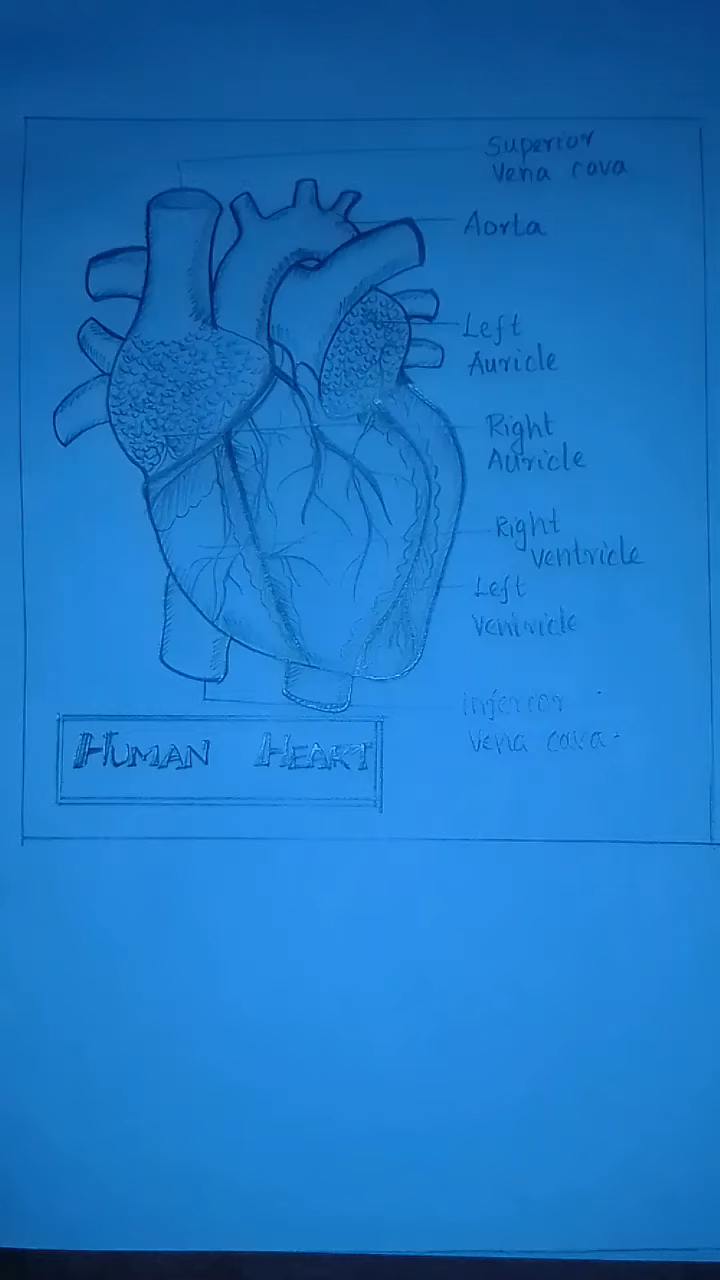 Superior
Vena cava
Aorta
Left
Auricle
Right
Auricle
Right
ventricle
Left
Ventricle
inferior
vena cava
HUMAN HEART